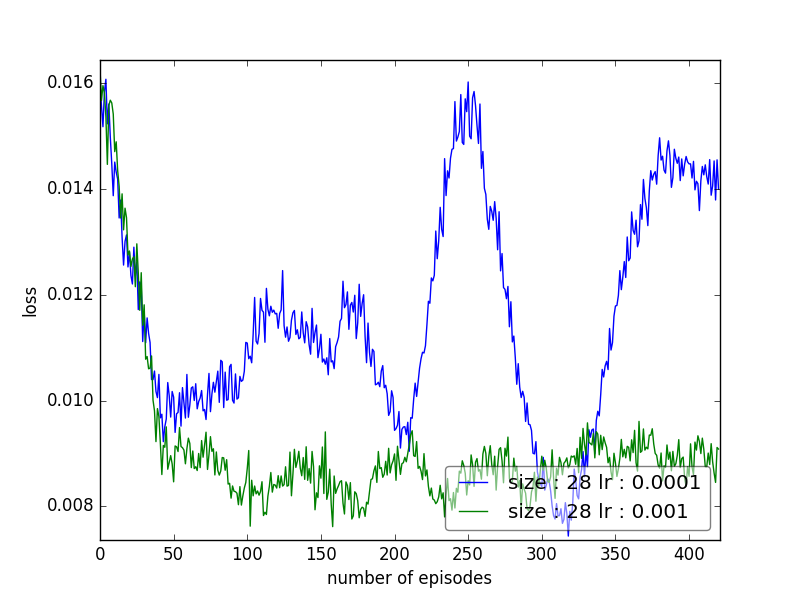 0.016
0.014
0.012
0.010
0.008
loss
size : 28 lr : 0.0001
size : 28 lr : 0.001
0 50 100 150 200 250 300 350 400
number of episodes